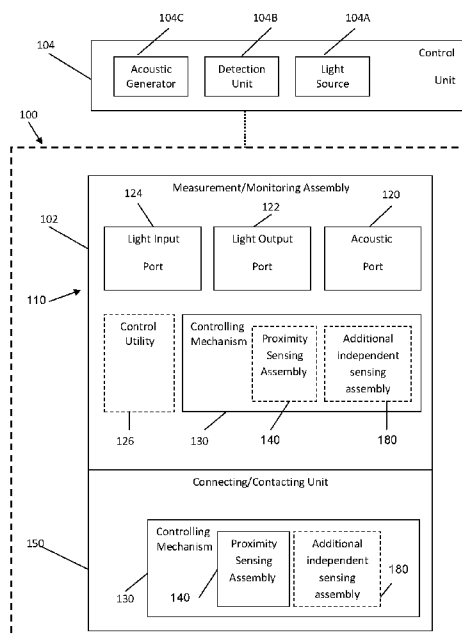 104C
104B
104A
104
Control
Unit
Acoustic
Generator
Detection
Unit
Light
Source
100
Measurement/Monitoring Assembly
124
122
120
102
Light Input
Port
Light Output
Port
Acoustic
Port
110
Control
Utility
Controlling
Mechanism
Proximity
Sensing
Assembly
Additional
independent
sensing
assembly
126
130
140
180
Connecting/Contacting Unit
150
Controlling
Mechanism
Proximity
Sensing
Assembly
Additional
independent
sensing
assembly
130
140
180